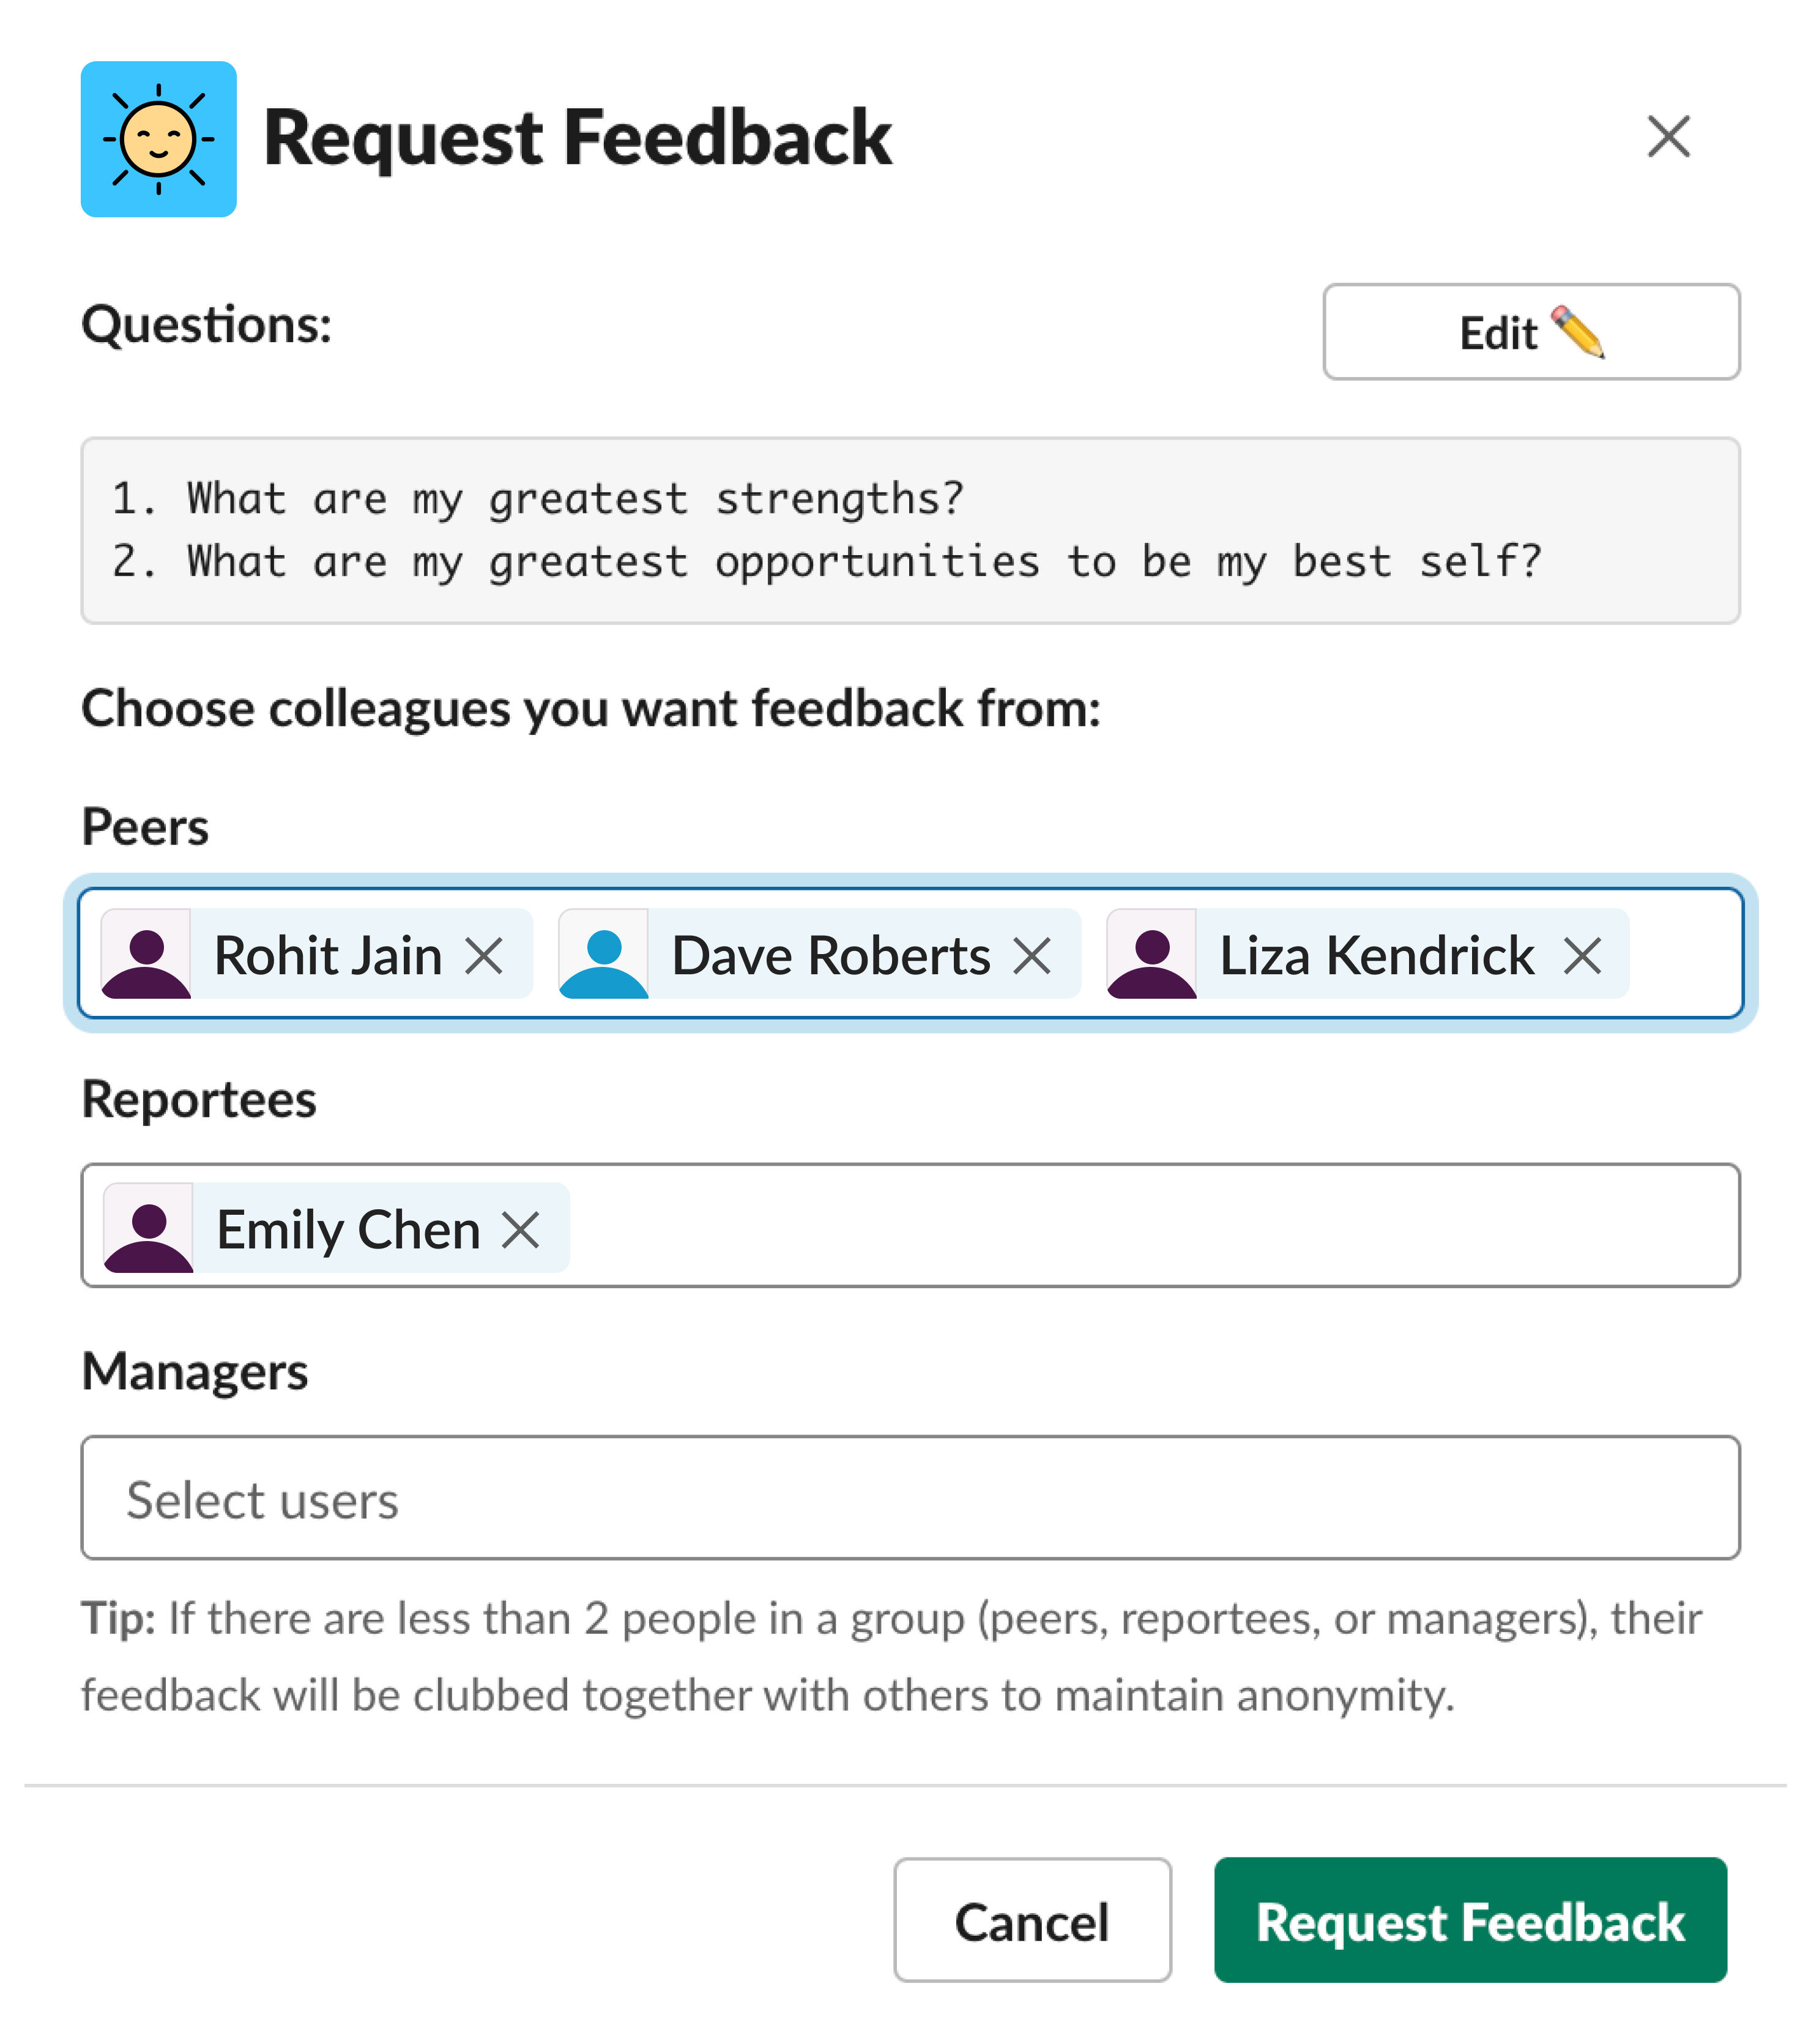 Request Feedback
Questions:
Edit
1. What are my greatest strengths?
2. What are my greatest opportunities to be my best self?
Choose colleagues you want feedback from:
Peers
Rohit Jain Dave Roberts Liza Kendrick
Reportees
Emily Chen
Managers
Select users
Tip: If there are less than 2 people in a group (peers, reportees, or managers), their
feedback will be clubbed together with others to maintain anonymity.
Cancel Request Feedback